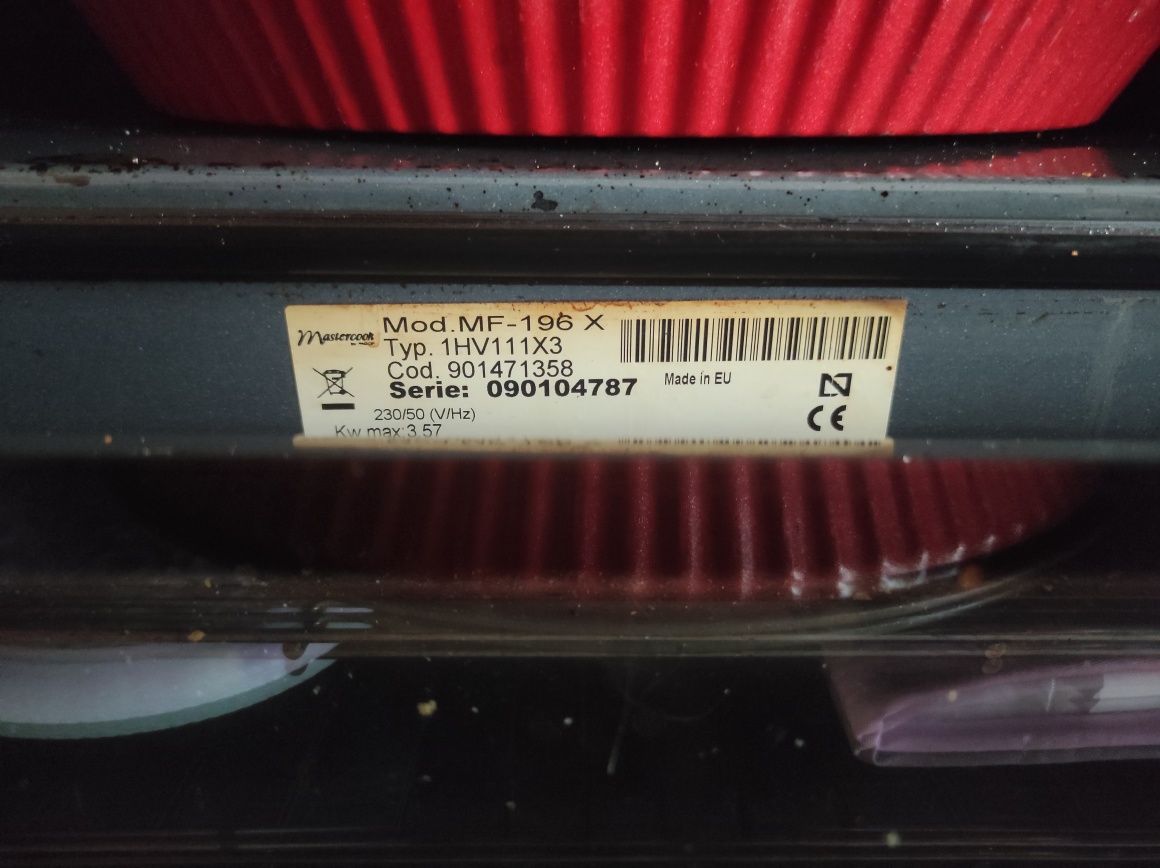 Mastercook
Mod.MF-196 X
Typ. 1HV111X3
Cod. 901471358
Serie: 090104787
Made in EU
230/50 (V/Hz)
Kw max:3.57
CE